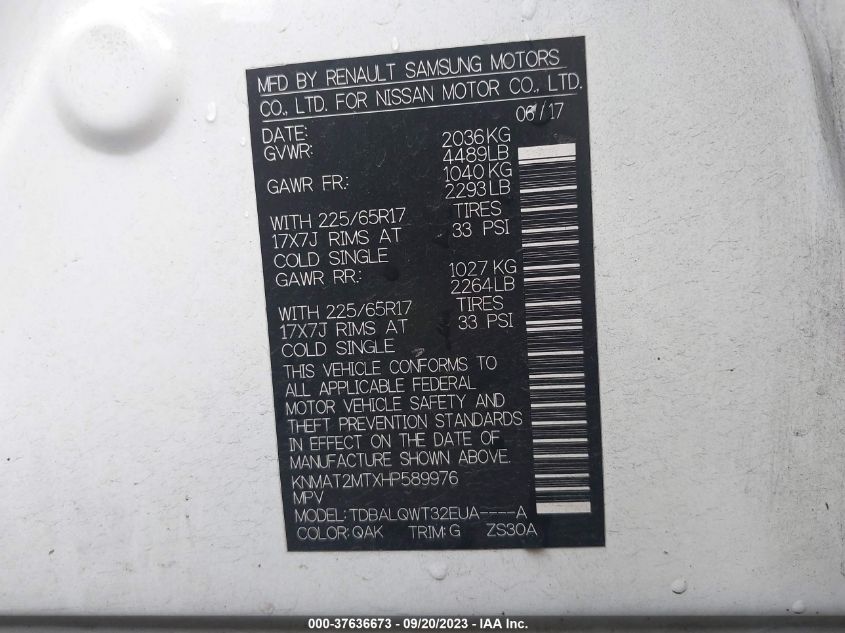 MFD BY RENAULT SAMSUNG MOTORS
CO., LTD. FOR NISSAN MOTOR CO., LTD.
DATE: 06/17
GVWR: 2036KG
4489LB
GAWR FR.: 1040 KG
2293LB
WITH 225/65R17 TIRES
17X7J RIMS AT 33 PSI
COLD SINGLE
GAWR RR.: 1027 KG
2264LB
WITH 225/65R17 TIRES
17X7J RIMS AT 33 PSI
COLD SINGLE
THIS VEHICLE CONFORMS TO
ALL APPLICABLE FEDERAL
MOTOR VEHICLE SAFETY AND
THEFT PREVENTION STANDARDS
IN EFFECT ON THE DATE OF
MANUFACTURE SHOWN ABOVE.
KNMAT2MTXHP589976
MPV
MODEL: TDBALQWT32EUA----A
COLOR: QAK TRIM: G ZS30A
000-37636673 - 09/20/2023 - IAA Inc.